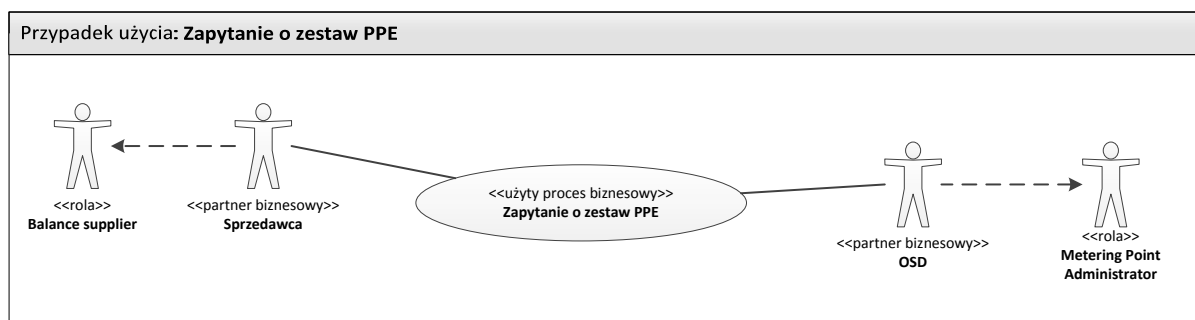 Przypadek użycia: Zapytanie o zestaw PPE
<<rola>>
Balance supplier
<<partner biznesowy>>
Sprzedawca
<<użyty proces biznesowy>>
Zapytanie o zestaw PPE
<<partner biznesowy>>
OSD
<<rola>>
Metering Point
Administrator